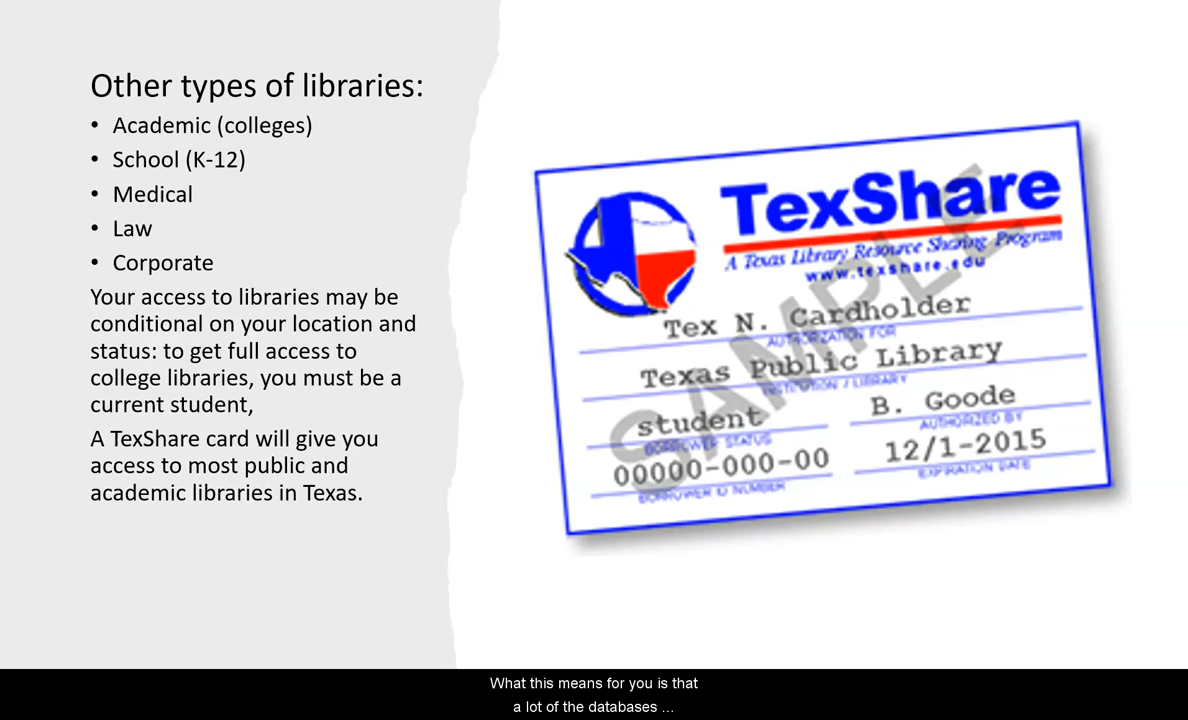 Other types of libraries:
• Academic (colleges)
• School (K-12)
• Medical
• Law
• Corporate
Your access to libraries may be
conditional on your location and
status: to get full access to
college libraries, you must be a
current student,
A TexShare card will give you
access to most public and
academic libraries in Texas.
TexShare
A Texas Library Resource Sharing Program
www.texshare.edu
Tex N. Cardholder
AUTHORIZATION FOR
Texas Public Library
INSTITUTION / LIBRARY
student B. Goode
BORROWER STATUS AUTHORIZED BY
00000-000-00 12/1-2015
BORROWER ID NUMBER EXPIRATION DATE
SAMPLE
What this means for you is that
a lot of the databases ...